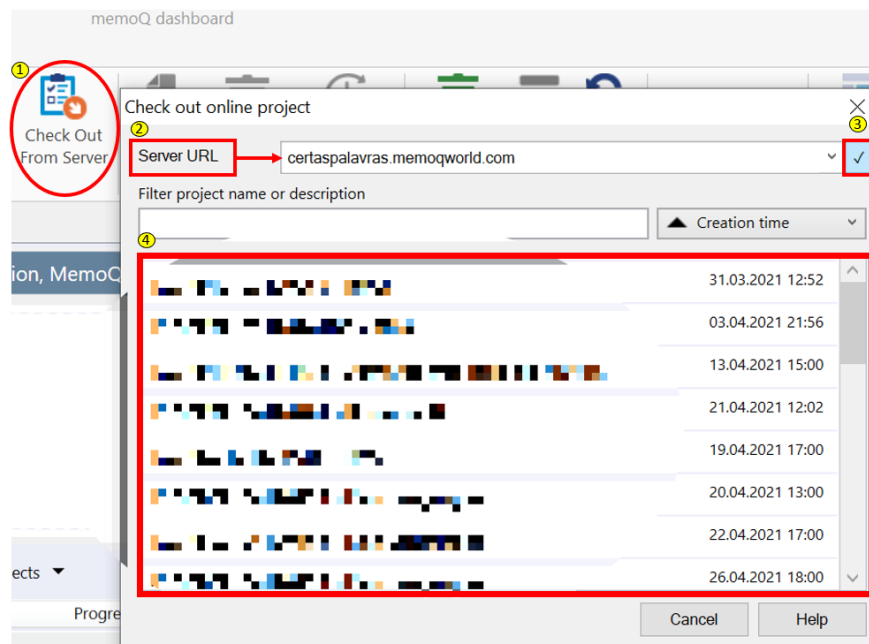 memoQ dashboard
1
Check Out
From Server
Check out online project
2
3
Server URL
certaspalavras.memoqworld.com
✓
Filter project name or description
Creation time
4
ion, MemoQ
31.03.2021 12:52
03.04.2021 21:56
13.04.2021 15:00
21.04.2021 12:02
19.04.2021 17:00
20.04.2021 13:00
22.04.2021 17:00
26.04.2021 18:00
ects
Progre
Cancel
Help